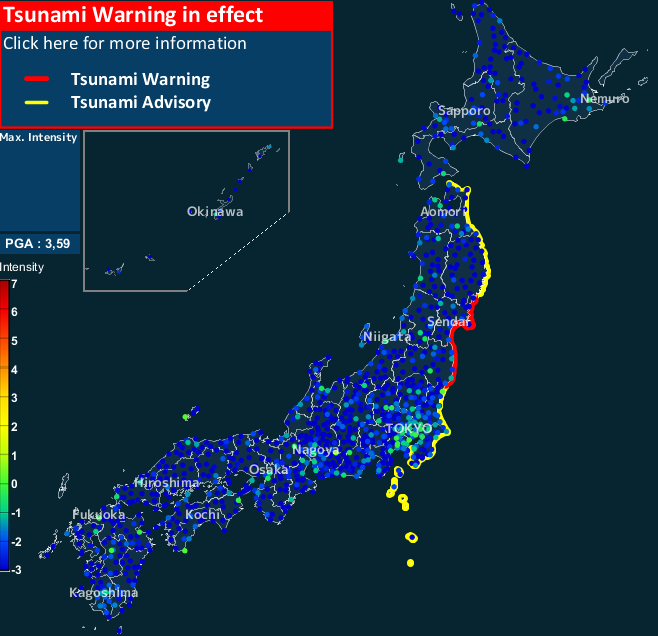 Tsunami Warning in effect
Click here for more information
Tsunami Warning
Tsunami Advisory
Max. Intensity
PGA : 3,59
Intensity
7
6
5
4
3
2
1
0
-1
-2
-3
Okinawa
Sapporo
Nemuro
Aomori
Sendai
Niigata
TOKYO
Nagoya
Osaka
Hiroshima
Kochi
Fukuoka
Kagoshima